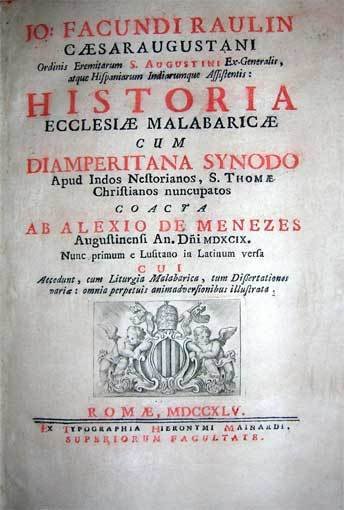 JO: FACUNDI RAULIN
CÆSARAUGUSTANI
Ordinis Eremitarum S. AUGUSTINI Ex-Generalis,
atque Hispaniarum Indiarumque Assistentis:
HISTORIA
ECCLESIÆ MALABARICÆ
CUM
DIAMPERITANA SYNODO
Apud Indos Nestorianos, S. THOMÆ
Christianos nuncupatos
COACTA
AB ALEXIO DE MENEZES
Augustinensi An. Dñi MDXCIX.
Nunc primum e Lusitano in Latinum versa
CUI
Accedunt, cum Liturgia Malabarica, tum Dissertationes
variæ: omnia perpetuis animadversionibus illustrata.
ROMÆ, MDCCXLV.
EX TYPOGRAPHIA HIERONYMI MAINARDI.
SUPERIORUM FACULTATE.